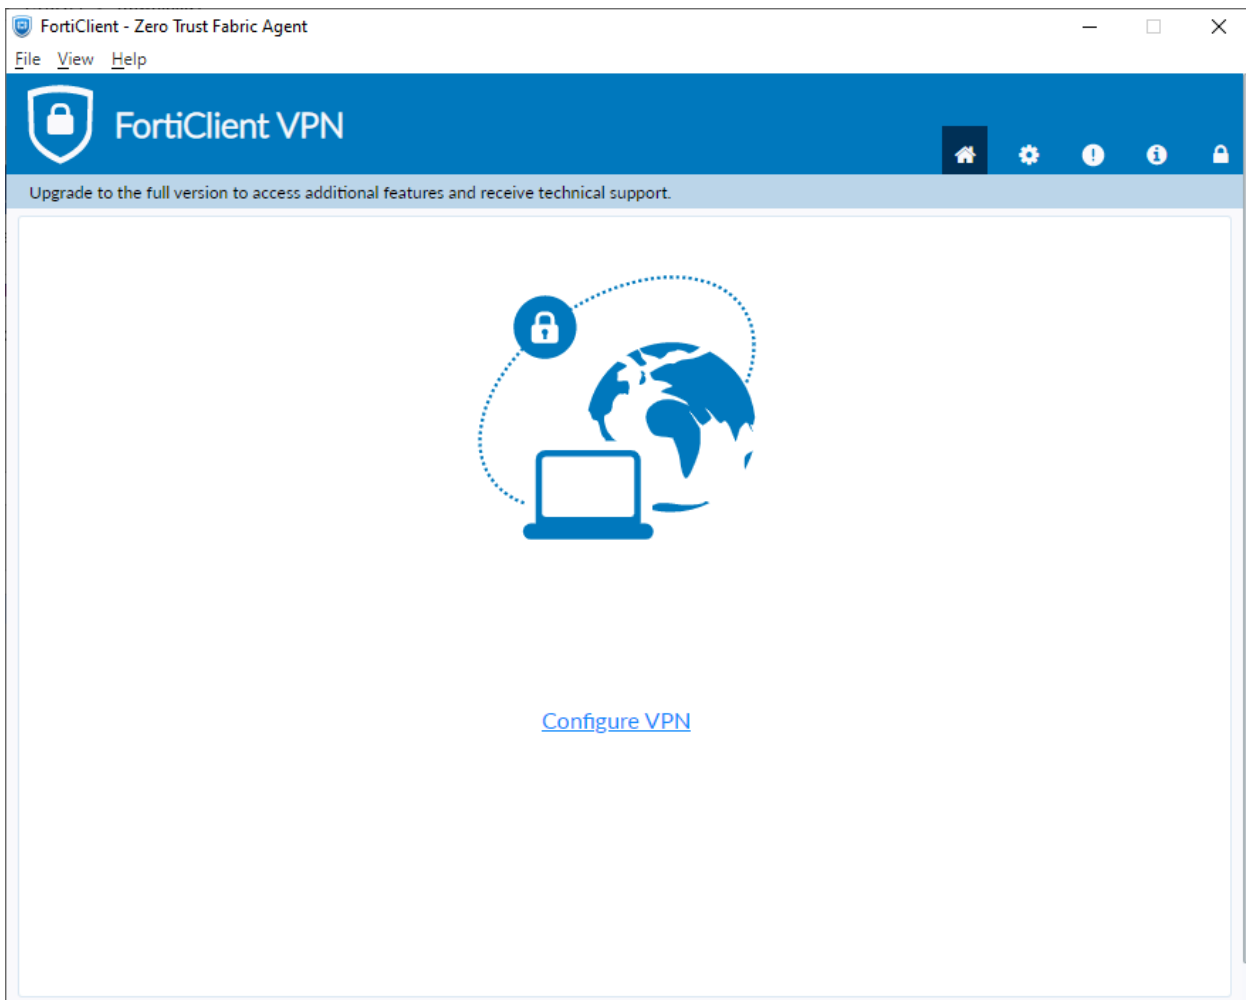 FortiClient - Zero Trust Fabric Agent
File View Help
FortiClient VPN
Upgrade to the full version to access additional features and receive technical support.
Configure VPN